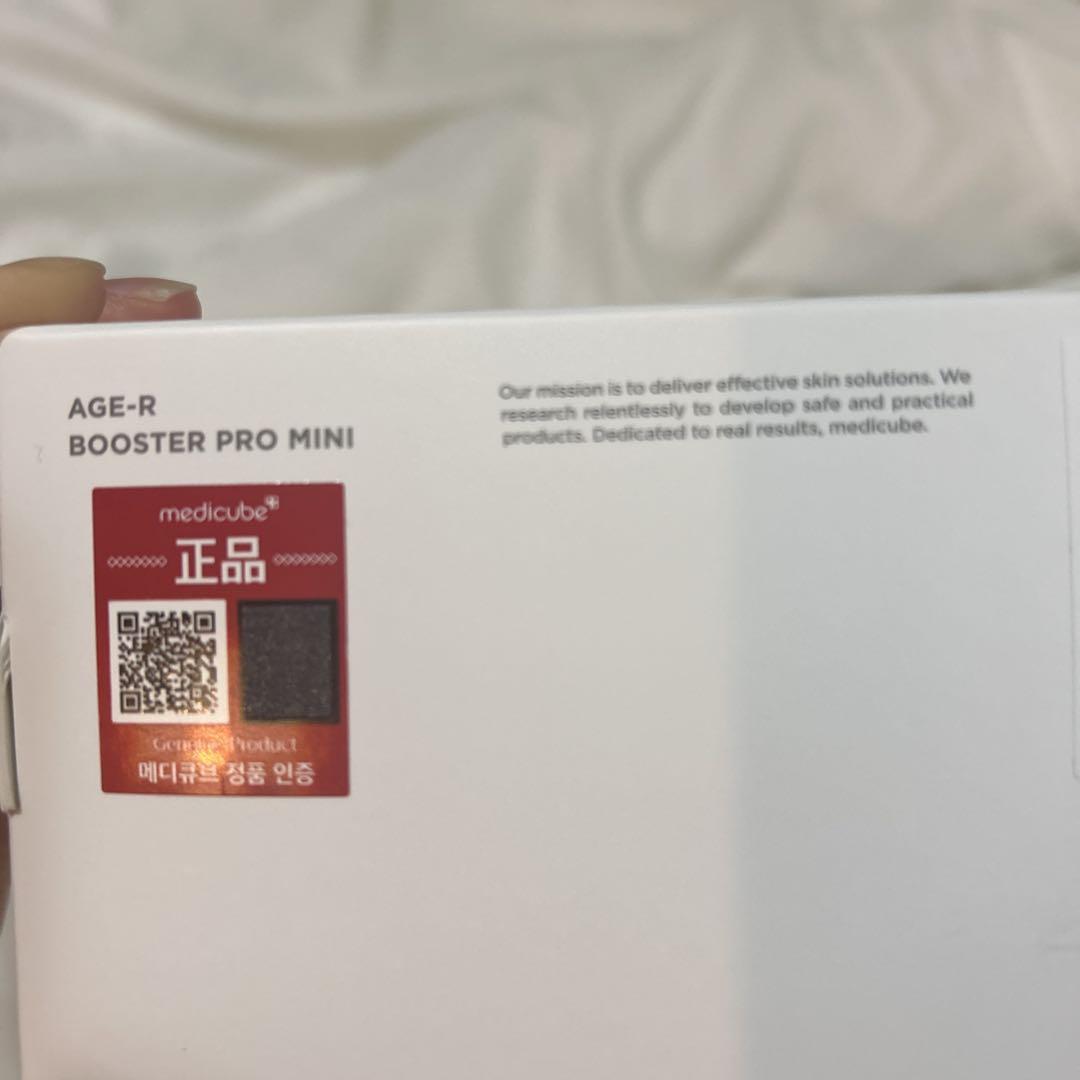 AGE-R
BOOSTER PRO MINI
Our mission is to deliver effective skin solutions. We
research relentlessly to develop safe and practical
products. Dedicated to real results, medicube.
medicube
正品
Genuine Product
메디큐브 정품 인증